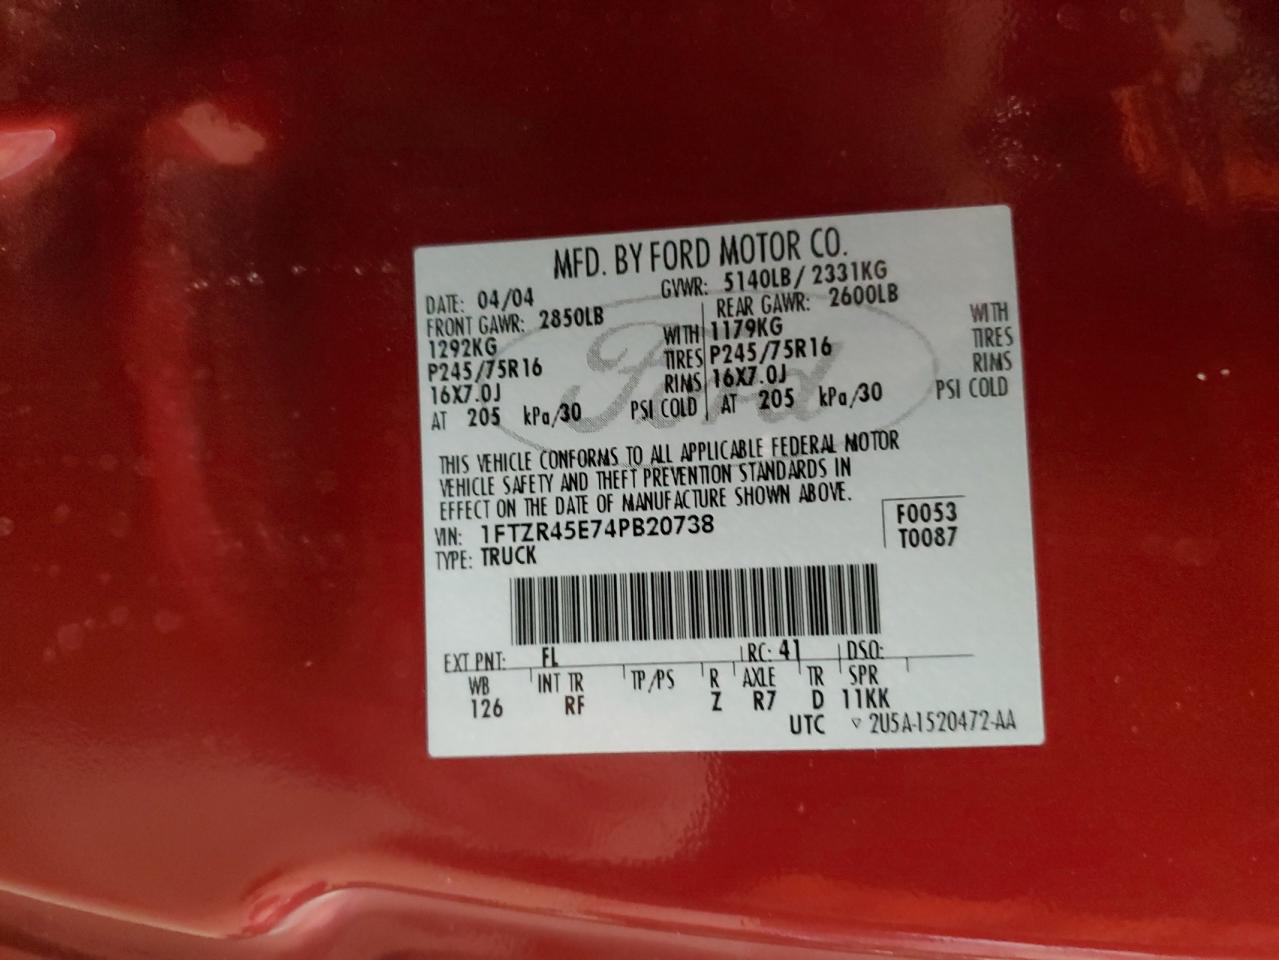 MFD. BY FORD MOTOR CO.
DATE: 04/04 GVWR: 5140LB/ 2331KG
FRONT GAWR: 2850LB REAR GAWR: 2600LB
1292KG WITH 1179KG WITH
P245/75R16 TIRES P245/75R16 TIRES
16X7.0J RIMS 16X7.0J RIMS
AT 205 kPa/30 PSI COLD AT 205 kPa/30 PSI COLD
Ford
THIS VEHICLE CONFORMS TO ALL APPLICABLE FEDERAL MOTOR
VEHICLE SAFETY AND THEFT PREVENTION STANDARDS IN
EFFECT ON THE DATE OF MANUFACTURE SHOWN ABOVE.
VIN: 1FTZR45E74PB20738 F0053
TYPE: TRUCK T0087
EXT PNT: FL RC: 41 DSO:
WB INT TR TP/PS R AXLE TR SPR
126 RF Z R7 D 11KK
UTC ▽ 2U5A-1520472-AA